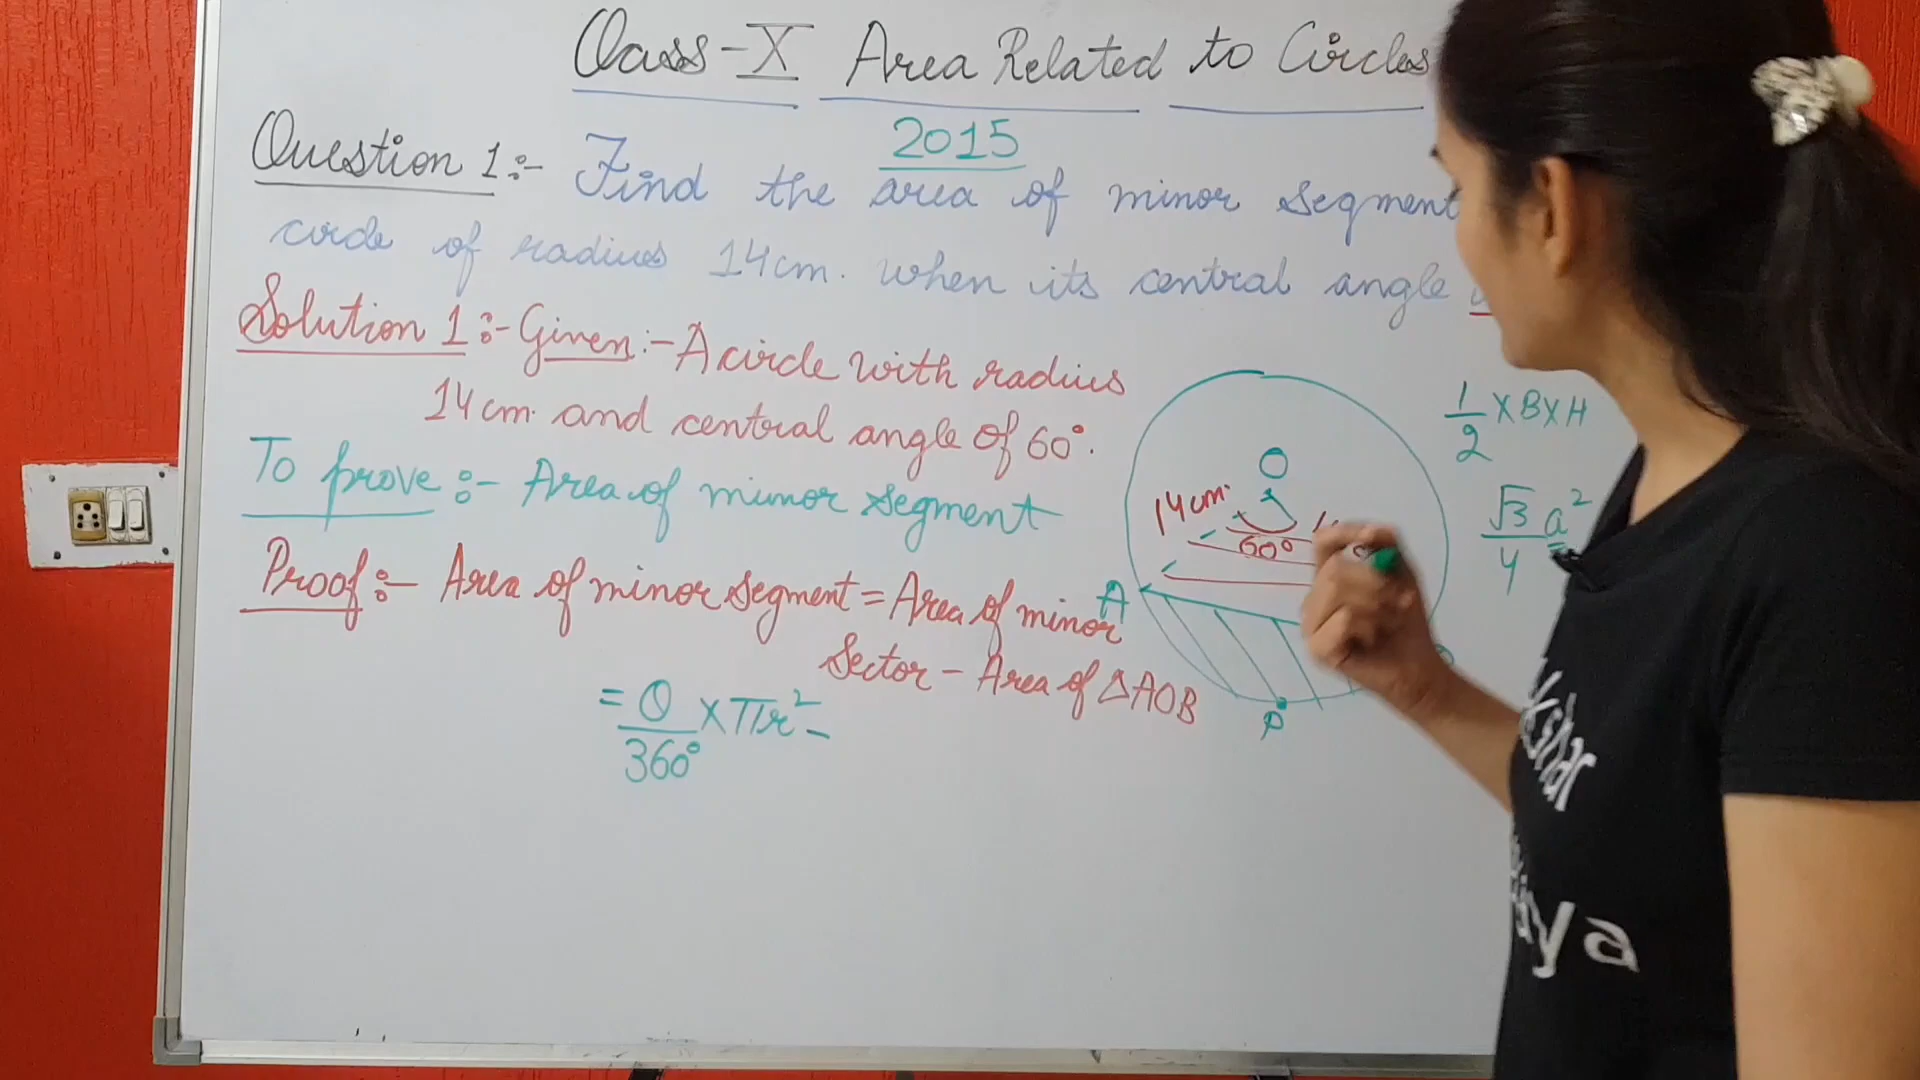 Class-X Area Related to Circles
2015
Question 1:- Find the area of minor segment
circle of radius 14cm. when its central angle
Solution 1:- Given:- A circle with radius
14cm. and central angle of 60°.
To prove:- Area of minor segment
Proof:- Area of minor segment = Area of minor
Sector - Area of △AOB
= θ/360° × πr² -
O
14cm.
60°
A
P
1/2 × B × H
√3/4 a²